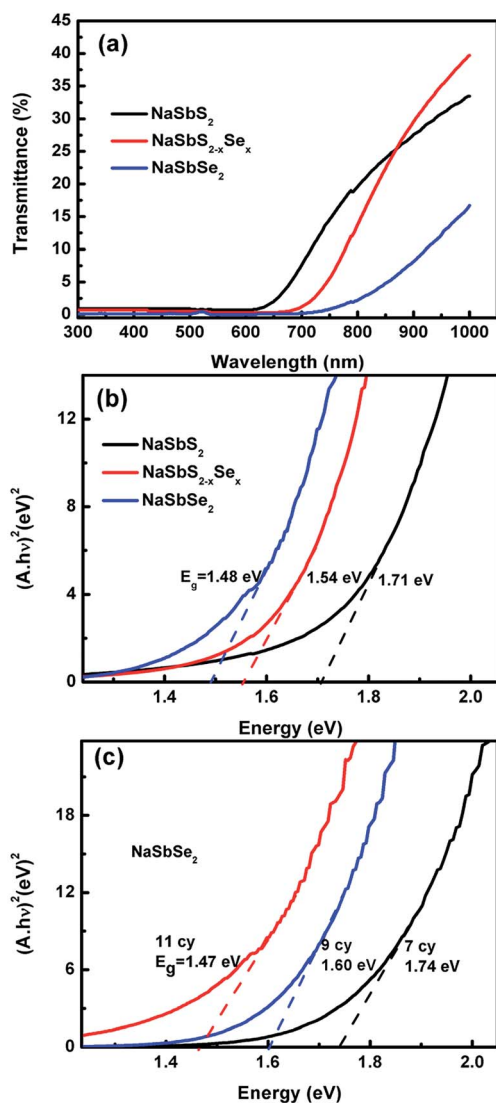 (a)
45
40
35
30
25
20
15
10
5
0
Transmittance (%)
NaSbS2
NaSbS2-xSex
NaSbSe2
300 400 500 600 700 800 900 1000
Wavelength (nm)
(b)
12
8
4
0
(A.hν)²(eV)²
NaSbS2
NaSbS2-xSex
NaSbSe2
Eg=1.48 eV
1.54 eV
1.71 eV
1.4 1.6 1.8 2.0
Energy (eV)
(c)
18
12
6
0
(A.hν)²(eV)²
NaSbSe2
11 cy
Eg=1.47 eV
9 cy
1.60 eV
7 cy
1.74 eV
1.4 1.6 1.8 2.0
Energy (eV)